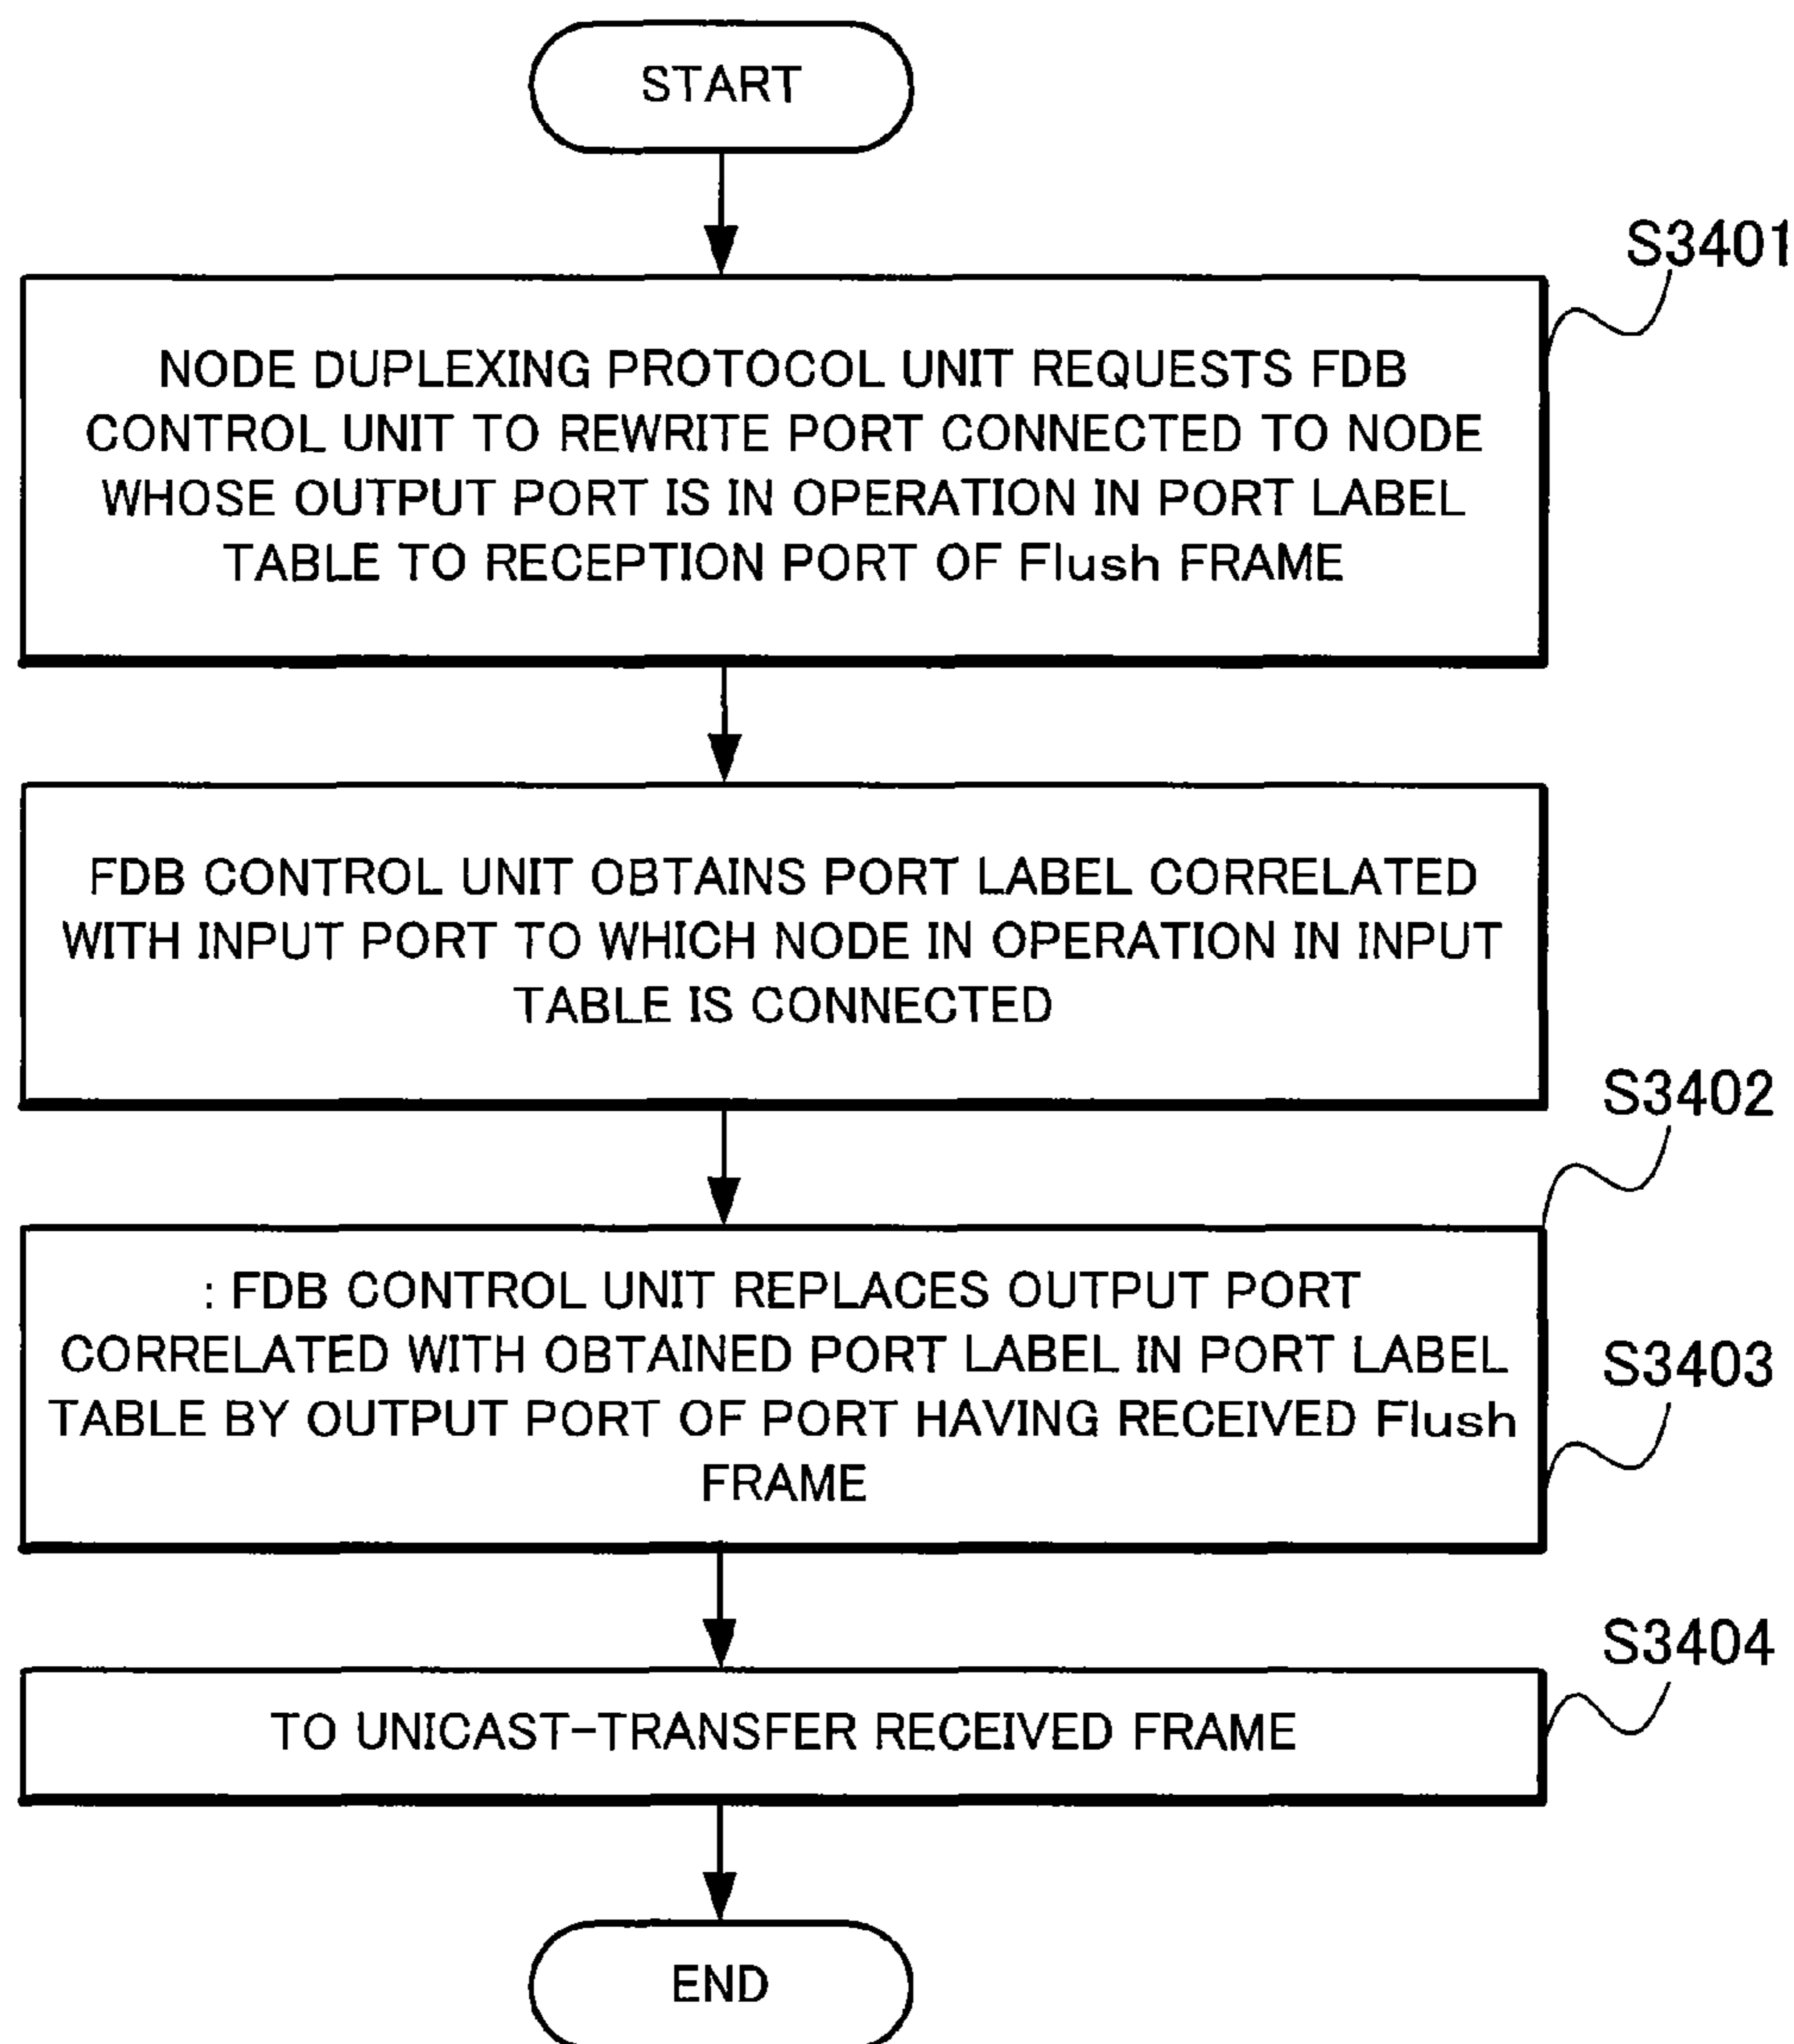 START
S3401
NODE DUPLEXING PROTOCOL UNIT REQUESTS FDB
CONTROL UNIT TO REWRITE PORT CONNECTED TO NODE
WHOSE OUTPUT PORT IS IN OPERATION IN PORT LABEL
TABLE TO RECEPTION PORT OF Flush FRAME
FDB CONTROL UNIT OBTAINS PORT LABEL CORRELATED
WITH INPUT PORT TO WHICH NODE IN OPERATION IN INPUT
TABLE IS CONNECTED
S3402
: FDB CONTROL UNIT REPLACES OUTPUT PORT
CORRELATED WITH OBTAINED PORT LABEL IN PORT LABEL
S3403
TABLE BY OUTPUT PORT OF PORT HAVING RECEIVED Flush
FRAME
S3404
TO UNICAST-TRANSFER RECEIVED FRAME
END